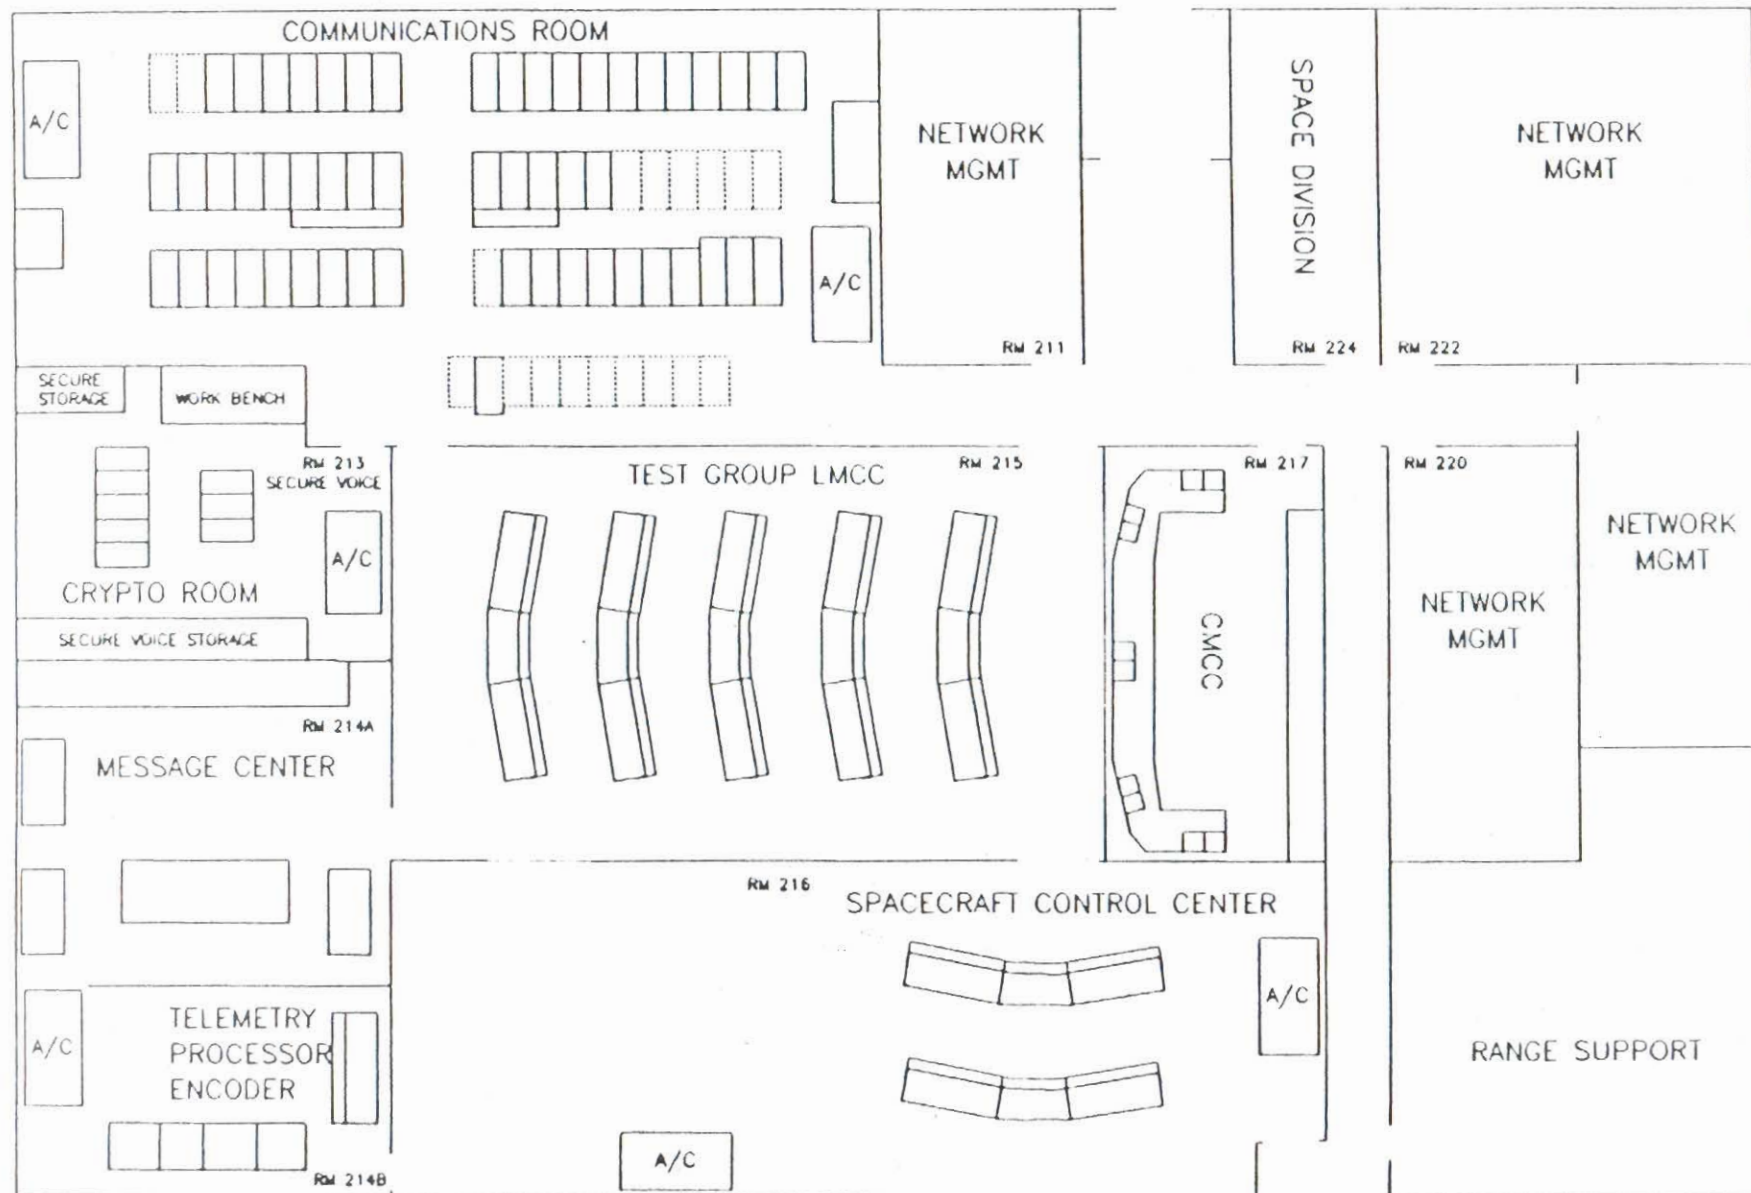 COMMUNICATIONS ROOM
A/C
A/C
NETWORK
MGMT
RM 211
SPACE DIVISION
RM 224
NETWORK
MGMT
RM 222
SECURE
STORAGE
WORK BENCH
RM 213
SECURE VOICE
A/C
CRYPTO ROOM
SECURE VOICE STORAGE
TEST GROUP LMCC
RM 215
RM 217
CMCC
RM 220
NETWORK
MGMT
NETWORK
MGMT
RM 214A
MESSAGE CENTER
RM 216
SPACECRAFT CONTROL CENTER
A/C
A/C
TELEMETRY
PROCESSOR
ENCODER
A/C
RM 214B
RANGE SUPPORT